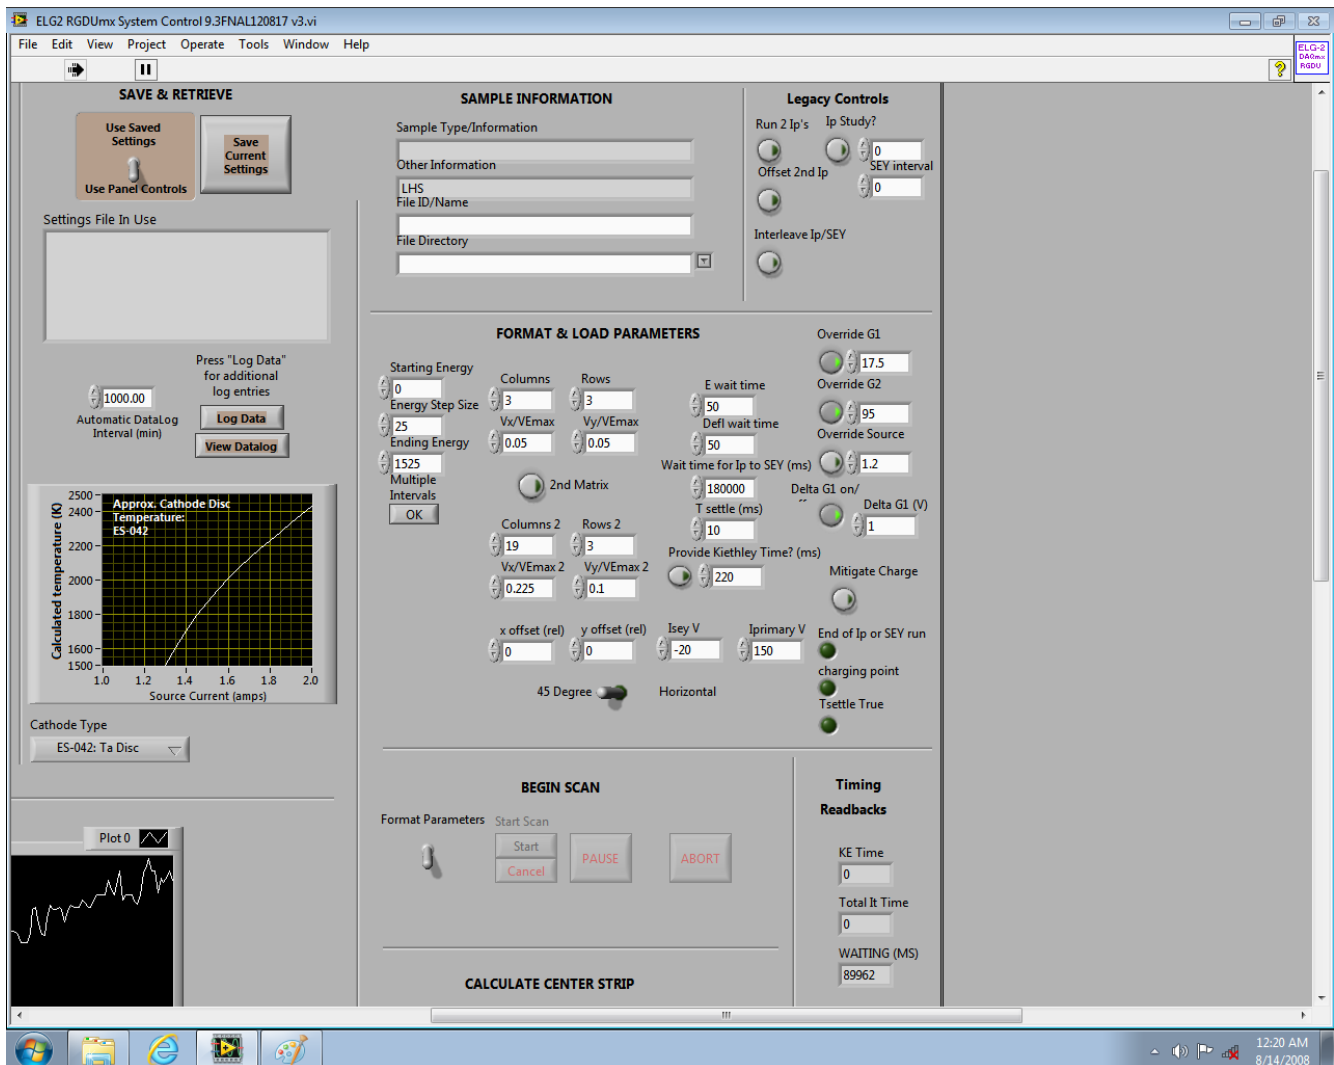 ELG2 RGDUmx System Control 9.3FNAL120817 v3.vi
File Edit View Project Operate Tools Window Help
ELG-2
DAQmx
RGDU
SAVE & RETRIEVE
Use Saved
Settings
Use Panel Controls
Save
Current
Settings
Settings File In Use
Press "Log Data"
for additional
log entries
1000.00
Automatic DataLog
Interval (min)
Log Data
View Datalog
Approx. Cathode Disc
Temperature:
ES-042
Calculated temperature (K)
2500
2400
2200
2000
1800
1600
1500
1.0 1.2 1.4 1.6 1.8 2.0
Source Current (amps)
Cathode Type
ES-042: Ta Disc
Plot 0
SAMPLE INFORMATION
Sample Type/Information
Other Information
LHS
File ID/Name
File Directory
Legacy Controls
Run 2 Ip's
Ip Study?
0
Offset 2nd Ip
SEY interval
0
Interleave Ip/SEY
FORMAT & LOAD PARAMETERS
Starting Energy
0
Energy Step Size
25
Ending Energy
1525
Multiple
Intervals
OK
Columns Rows
3 3
Vx/VEmax Vy/VEmax
0.05 0.05
2nd Matrix
Columns 2 Rows 2
19 3
Vx/VEmax 2 Vy/VEmax 2
0.225 0.1
x offset (rel) y offset (rel) Isey V Iprimary V
0 0 -20 150
45 Degree Horizontal
E wait time
50
Defl wait time
50
Wait time for Ip to SEY (ms)
180000
T settle (ms)
10
Provide Kiethley Time? (ms)
220
Override G1
17.5
Override G2
95
Override Source
1.2
Delta G1 on/
Delta G1 (V)
1
Mitigate Charge
End of Ip or SEY run
charging point
Tsettle True
BEGIN SCAN
Format Parameters
Start Scan
Start
Cancel
PAUSE
ABORT
CALCULATE CENTER STRIP
Timing
Readbacks
KE Time
0
Total It Time
0
WAITING (MS)
89962
12:20 AM
8/14/2008